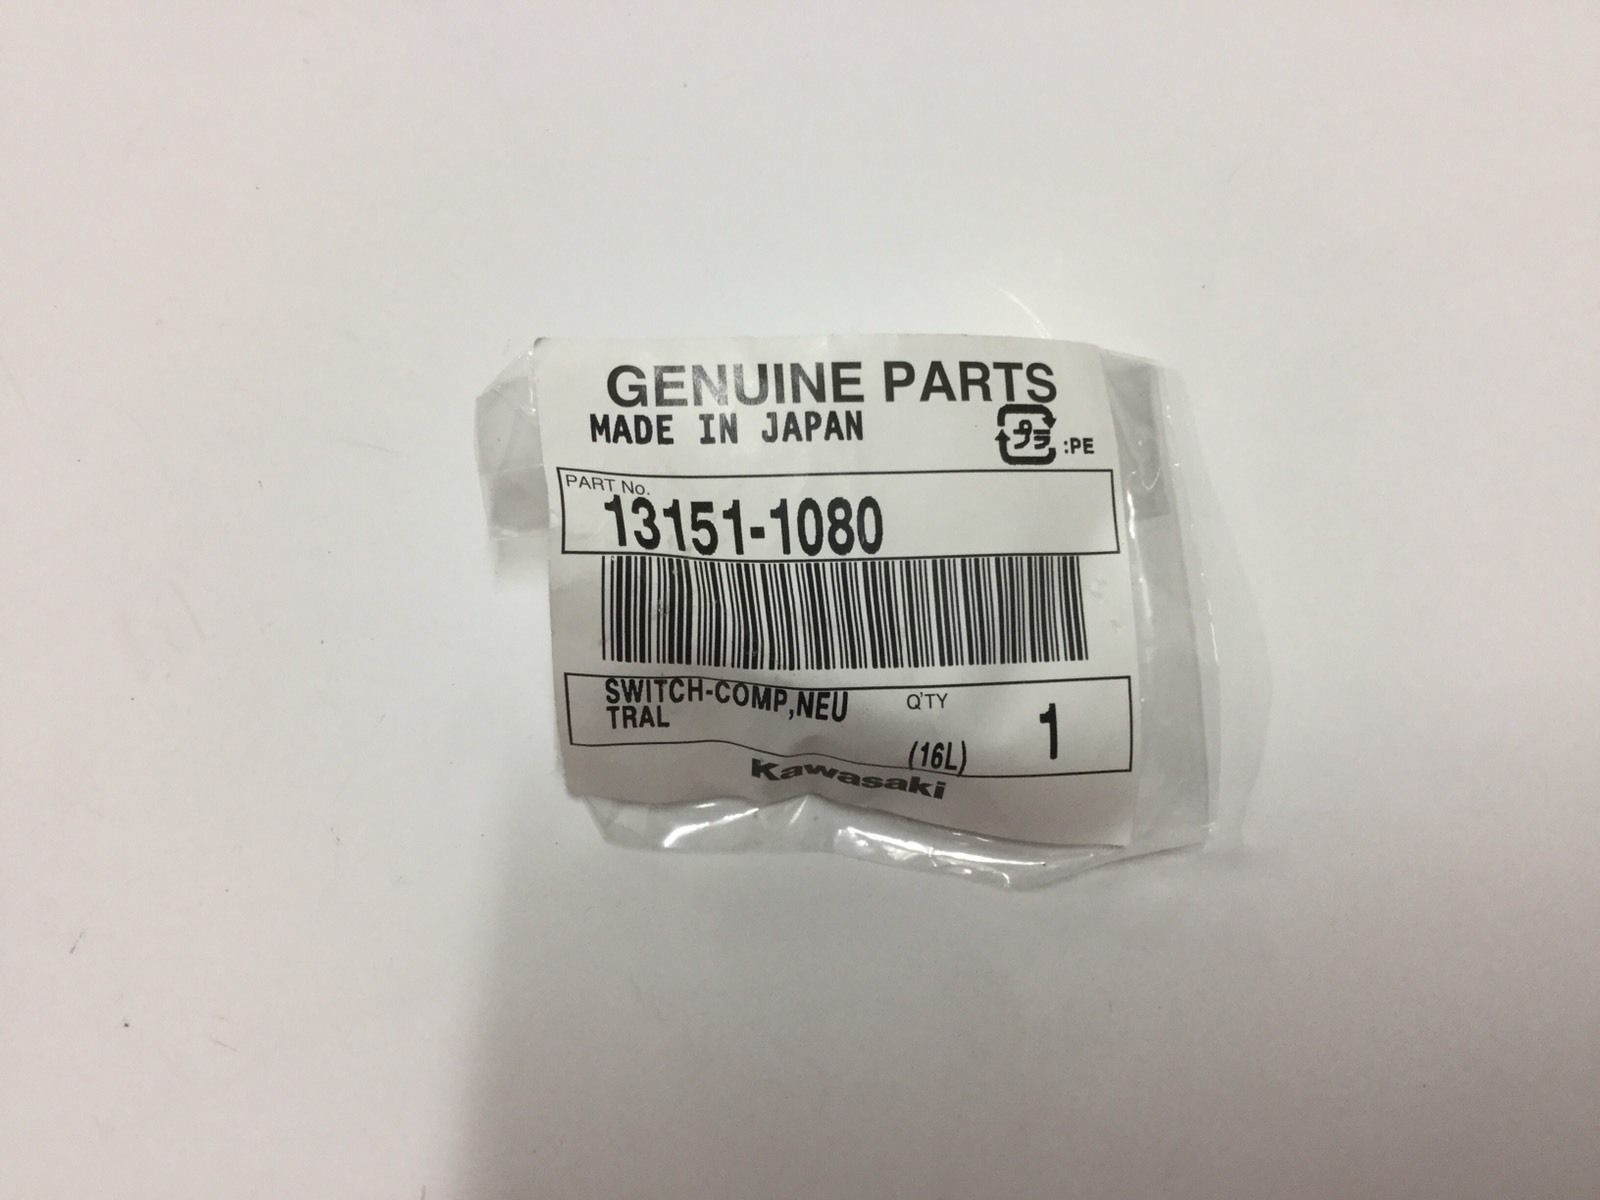 GENUINE PARTS
MADE IN JAPAN
プラ :PE
PART No.
13151-1080
SWITCH-COMP,NEU
TRAL
Q'TY
1
(16L)
Kawasaki